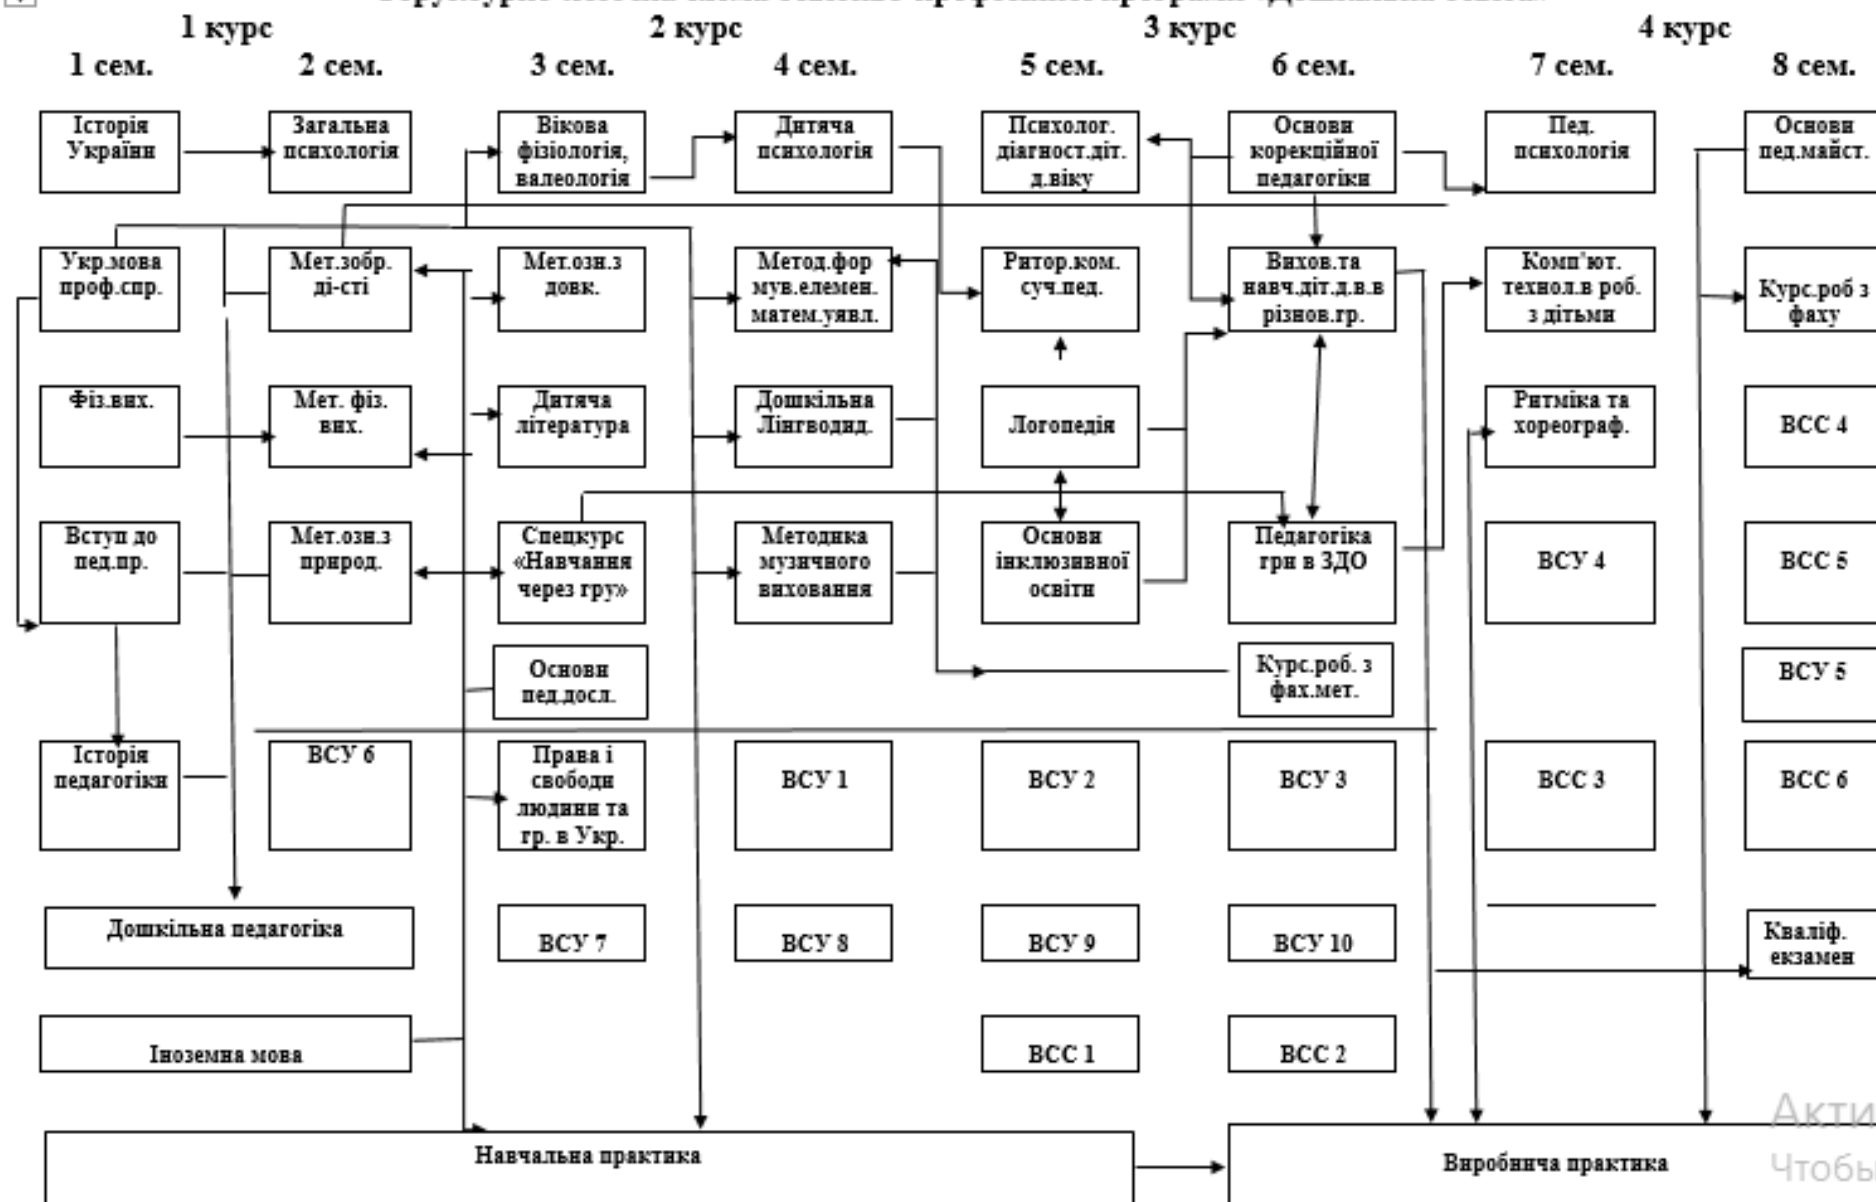 1 курс
2 курс
3 курс
4 курс
1 сем.
2 сем.
3 сем.
4 сем.
5 сем.
6 сем.
7 сем.
8 сем.
Історія
України
Загальна
психологія
Вікова
фізіологія,
валеологія
Дитяча
психологія
Психолог.
діагност.діт.
д.віку
Основи
корекційної
педагогіки
Пед.
психологія
Основи
пед.майст.
Укр.мова
проф.спр.
Мет.зобр.
ді-сті
Мет.озн.з
довк.
Метод.фор
мув.елемен.
матем.уявл.
Ритор.ком.
суч.пед.
Вихов.та
навч.діт.д.в.в
різнов.гр.
Комп'ют.
технол.в роб.
з дітьми
Курс.роб з
фаху
Фіз.вих.
Мет. фіз.
вих.
Дитяча
література
Дошкільна
Лінгводид.
Логопедія
Ритміка та
хореограф.
ВСС 4
Вступ до
пед.пр.
Мет.озн.з
природ.
Спецкурс
«Навчання
через гру»
Методика
музичного
виховання
Основи
інклюзивної
освіти
Педагогіка
гри в ЗДО
ВСУ 4
ВСС 5
Основи
пед.досл.
Курс.роб. з
фах.мет.
ВСУ 5
Історія
педагогіки
ВСУ 6
Права і
свободи
людини та
гр. в Укр.
ВСУ 1
ВСУ 2
ВСУ 3
ВСС 3
ВСС 6
Дошкільна педагогіка
ВСУ 7
ВСУ 8
ВСУ 9
ВСУ 10
Кваліф.
екзамен
Іноземна мова
ВСС 1
ВСС 2
Навчальна практика
Виробнича практика
Акти
Чтобы